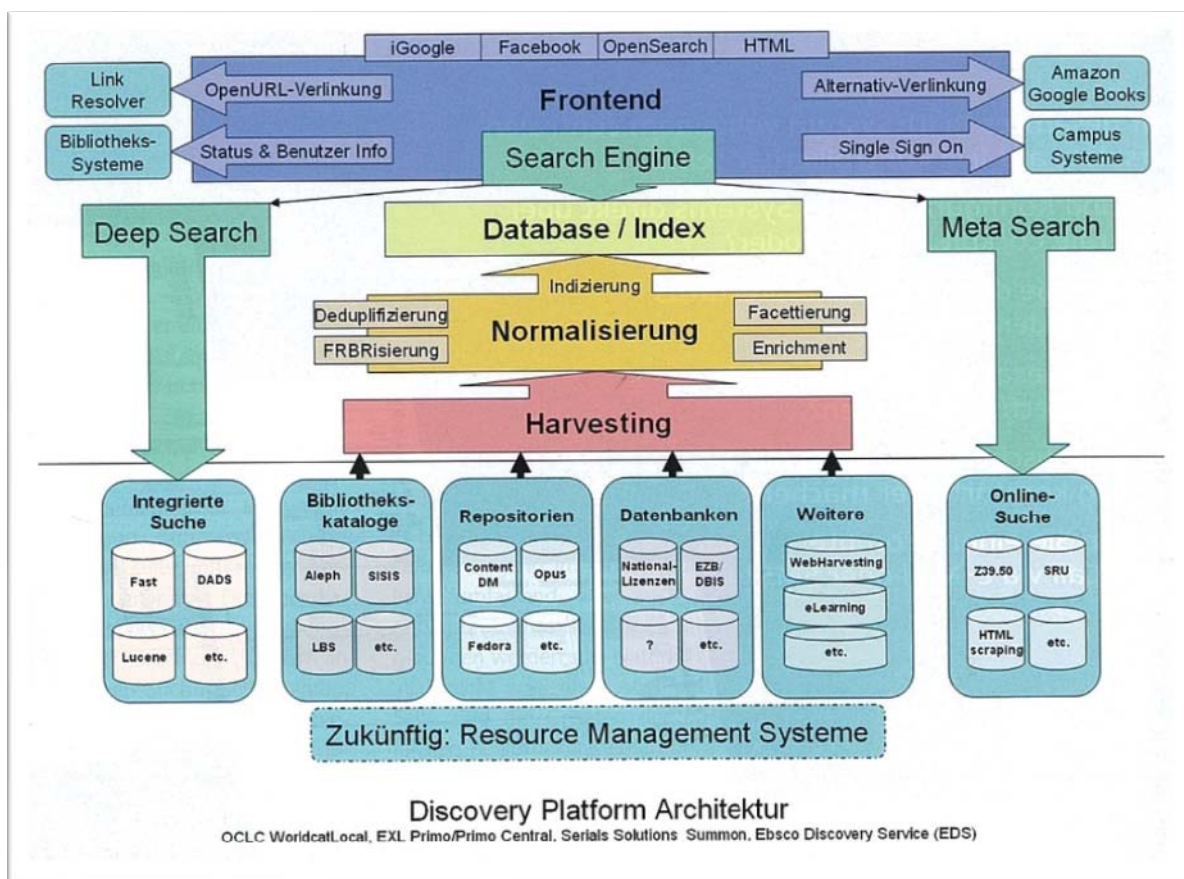 iGoogle Facebook OpenSearch HTML
Link
Resolver
OpenURL-Verlinkung
Frontend
Alternativ-Verlinkung
Amazon
Google Books
Bibliotheks-
Systeme
Status & Benutzer Info
Search Engine
Single Sign On
Campus
Systeme
Deep Search
Database / Index
Meta Search
Indizierung
Deduplifizierung
FRBRisierung
Normalisierung
Facettierung
Enrichment
Harvesting
Integrierte
Suche
Fast
DADS
Lucene
etc.
Bibliotheks-
kataloge
Aleph
SISIS
LBS
etc.
Repositorien
Content
DM
Opus
Fedora
etc.
Datenbanken
National-
Lizenzen
EZB/
DBIS
?
etc.
Weitere
WebHarvesting
eLearning
etc.
Online-
Suche
Z39.50
SRU
HTML
scraping
etc.
Zukünftig: Resource Management Systeme
Discovery Platform Architektur
OCLC WorldcatLocal, EXL Primo/Primo Central, Serials Solutions Summon, Ebsco Discovery Service (EDS)